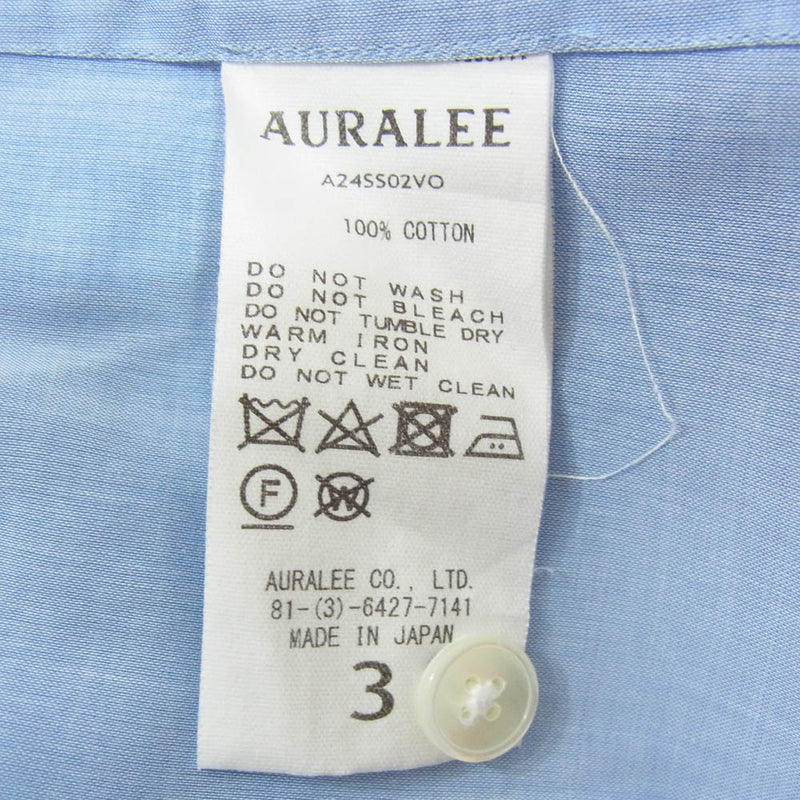 AURALEE
A24SS02VO
100% COTTON
DO NOT WASH
DO NOT BLEACH
DO NOT TUMBLE DRY
WARM IRON
DRY CLEAN
DO NOT WET CLEAN
F W
AURALEE CO., LTD.
81-(3)-6427-7141
MADE IN JAPAN
3